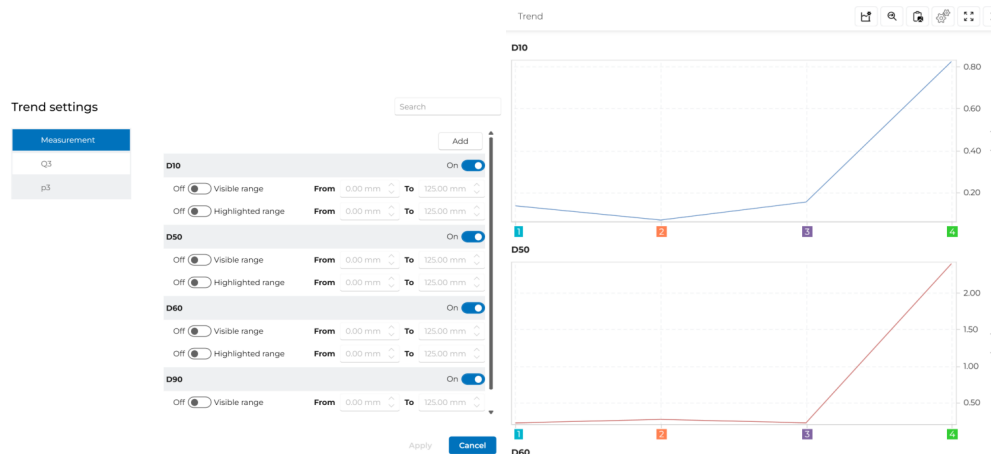 Trend settings
Search
Measurement
Q3
p3
Add
D10
On
Off Visible range From 0.00 mm To 125.00 mm
Off Highlighted range From 0.00 mm To 125.00 mm
D50
On
Off Visible range From 0.00 mm To 125.00 mm
Off Highlighted range From 0.00 mm To 125.00 mm
D60
On
Off Visible range From 0.00 mm To 125.00 mm
Off Highlighted range From 0.00 mm To 125.00 mm
D90
On
Off Visible range From 0.00 mm To 125.00 mm
Apply Cancel
Trend
D10
0.80
0.60
0.40
0.20
1 2 3 4
D50
2.00
1.50
1.00
0.50
1 2 3 4
D60